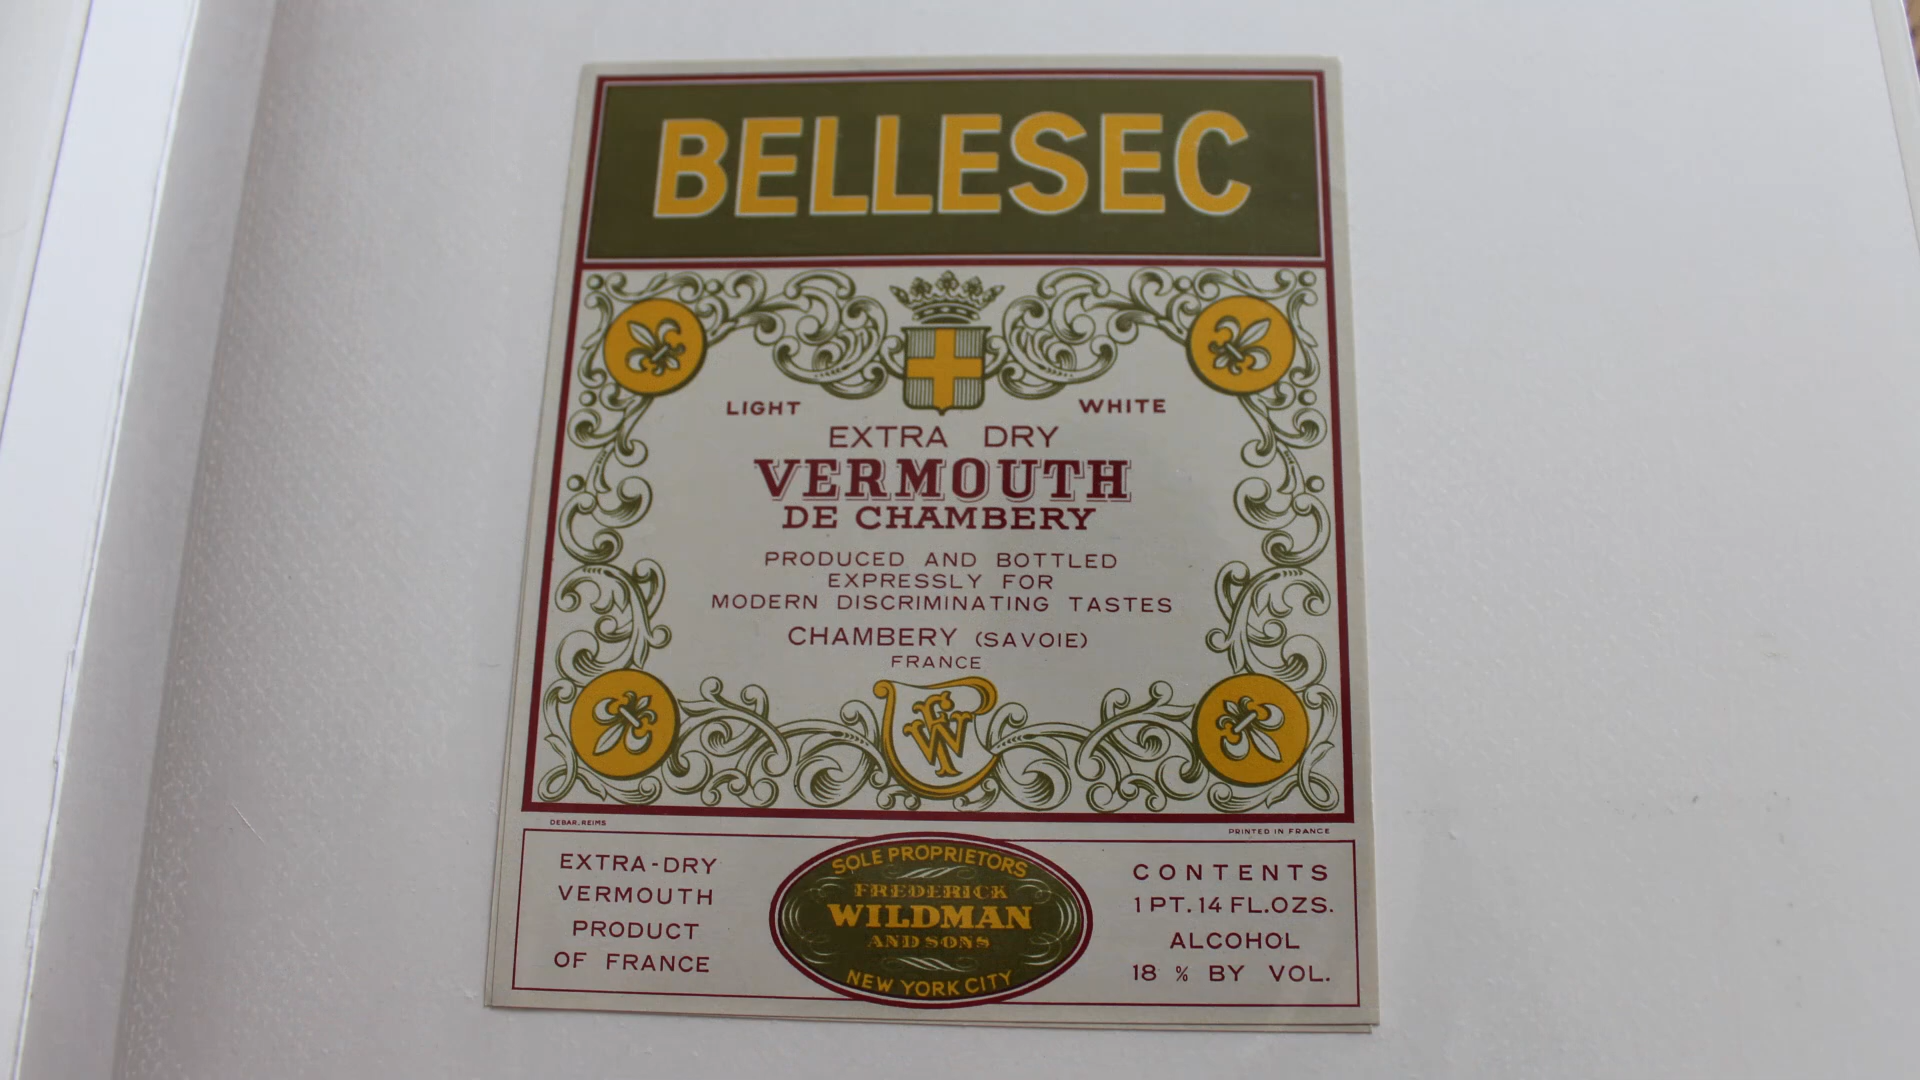 BELLESEC
LIGHT WHITE
EXTRA DRY
VERMOUTH
DE CHAMBERY
PRODUCED AND BOTTLED
EXPRESSLY FOR
MODERN DISCRIMINATING TASTES
CHAMBERY (SAVOIE)
FRANCE
FW
DEBAR.REIMS
PRINTED IN FRANCE
EXTRA-DRY
VERMOUTH
PRODUCT
OF FRANCE
SOLE PROPRIETORS
FREDERICK
WILDMAN
AND SONS
NEW YORK CITY
CONTENTS
1 PT. 14 FL.OZS.
ALCOHOL
18 % BY VOL.